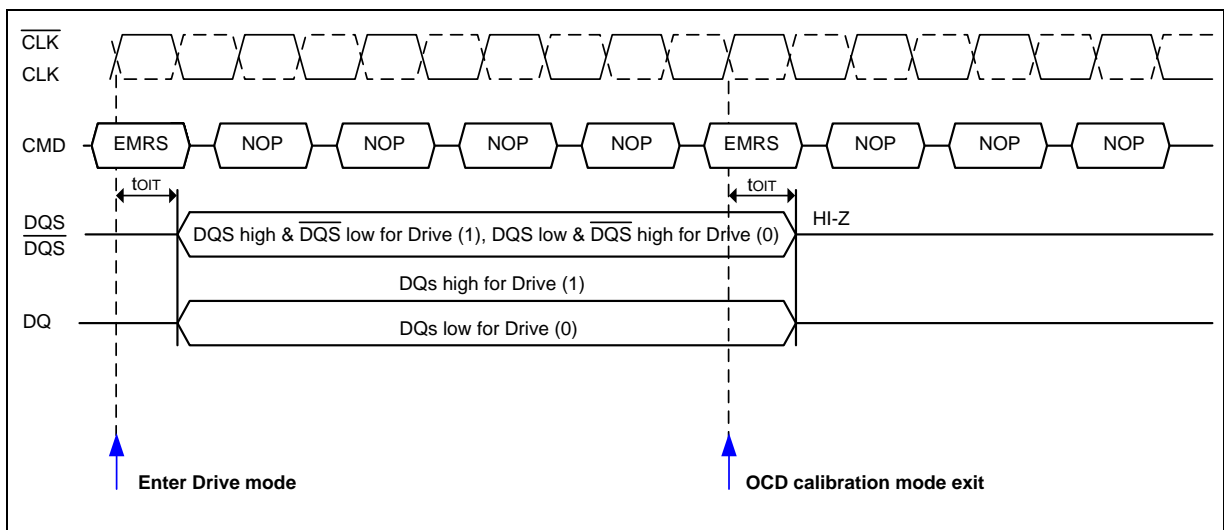 CLK
CLK
CMD EMRS NOP NOP NOP NOP EMRS NOP NOP NOP
tOIT tOIT
DQS HI-Z
DQS
DQS high & DQS low for Drive (1), DQS low & DQS high for Drive (0)
DQs high for Drive (1)
DQ
DQs low for Drive (0)
Enter Drive mode OCD calibration mode exit